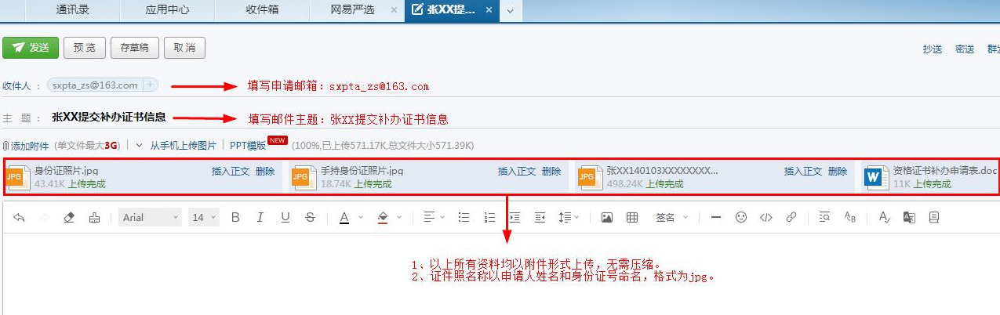 通讯录 应用中心 收件箱 网易严选 张XX提...
发送 预览 存草稿 取消 抄送 密送
收件人： sxpta_zs@163.com 填写申请邮箱：sxpta_zs@163.com
主 题： 张XX提交补办证书信息 填写邮件主题：张XX提交补办证书信息
添加附件 (单文件最大3G) | 从手机上传图片 | PPT模版 NEW (100%,已上传571.17K,总文件大小571.39K)
JPG 身份证照片.jpg 插入正文 删除 JPG 手持身份证照片.jpg 插入正文 删除 JPG 张XX140103XXXXXXXX... 插入正文 删除 W 资格证书补办申请表.doc
43.41K 上传完成 18.74K 上传完成 498.24K 上传完成 11K 上传完成
Arial 14 B I U S A 签名
1、以上所有资料均以附件形式上传，无需压缩。
2、证件照名称以申请人姓名和身份证号命名，格式为jpg。